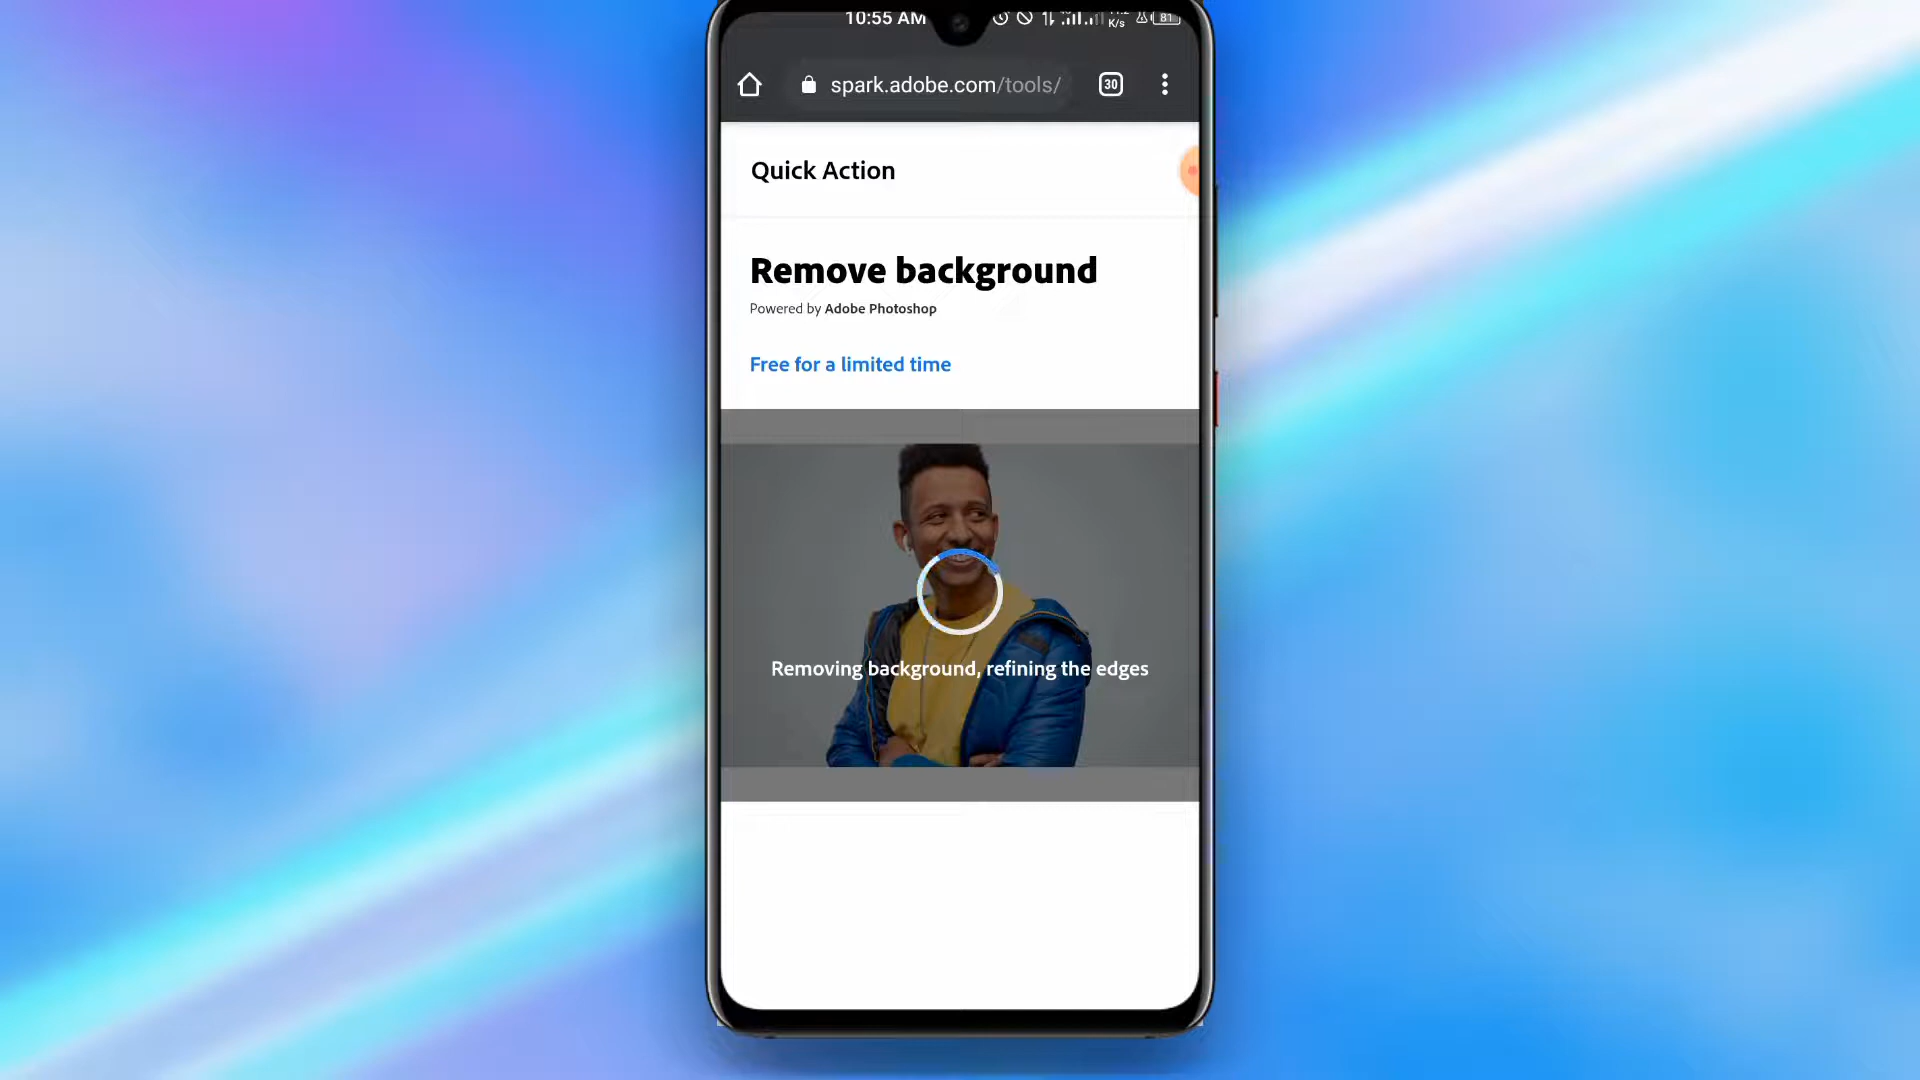 10:55 AM
K/s
81
spark.adobe.com/tools/
30
Quick Action
Remove background
Powered by Adobe Photoshop
Free for a limited time
Removing background, refining the edges